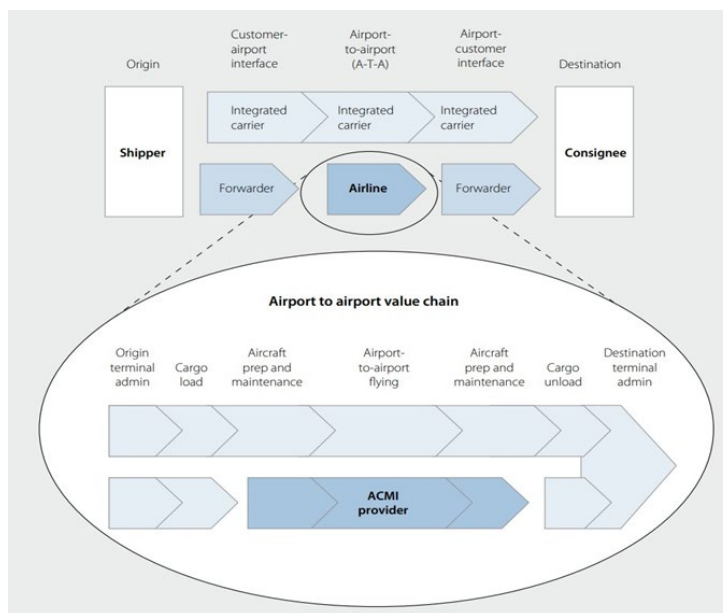 Customer-
airport
interface
Airport-
to-airport
(A-T-A)
Airport-
customer
interface
Origin
Destination
Integrated
carrier
Integrated
carrier
Integrated
carrier
Shipper
Consignee
Forwarder
Airline
Forwarder
Airport to airport value chain
Origin
terminal
admin
Cargo
load
Aircraft
prep and
maintenance
Airport-
to-airport
flying
Aircraft
prep and
maintenance
Cargo
unload
Destination
terminal
admin
ACMI
provider